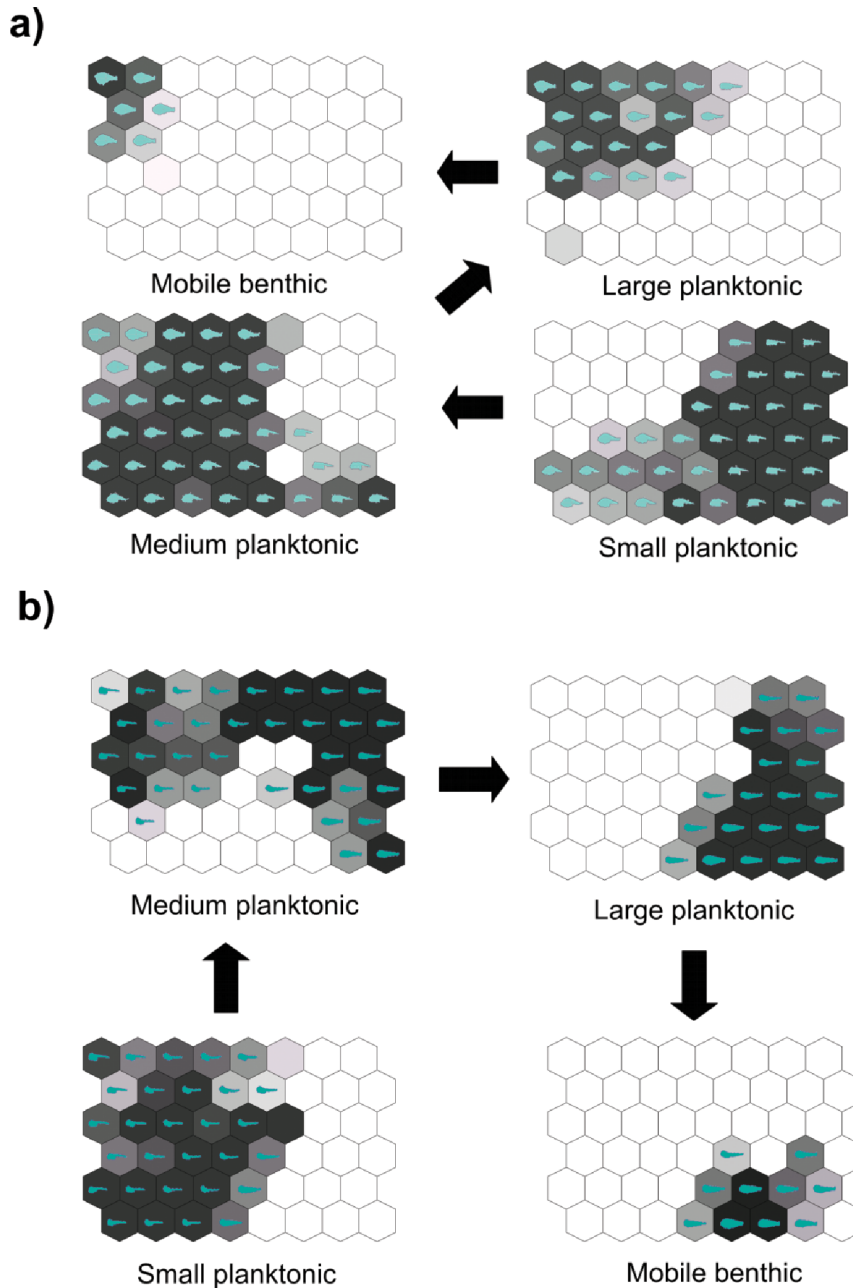 a)
Mobile benthic
Large planktonic
Medium planktonic
Small planktonic
b)
Medium planktonic
Large planktonic
Small planktonic
Mobile benthic